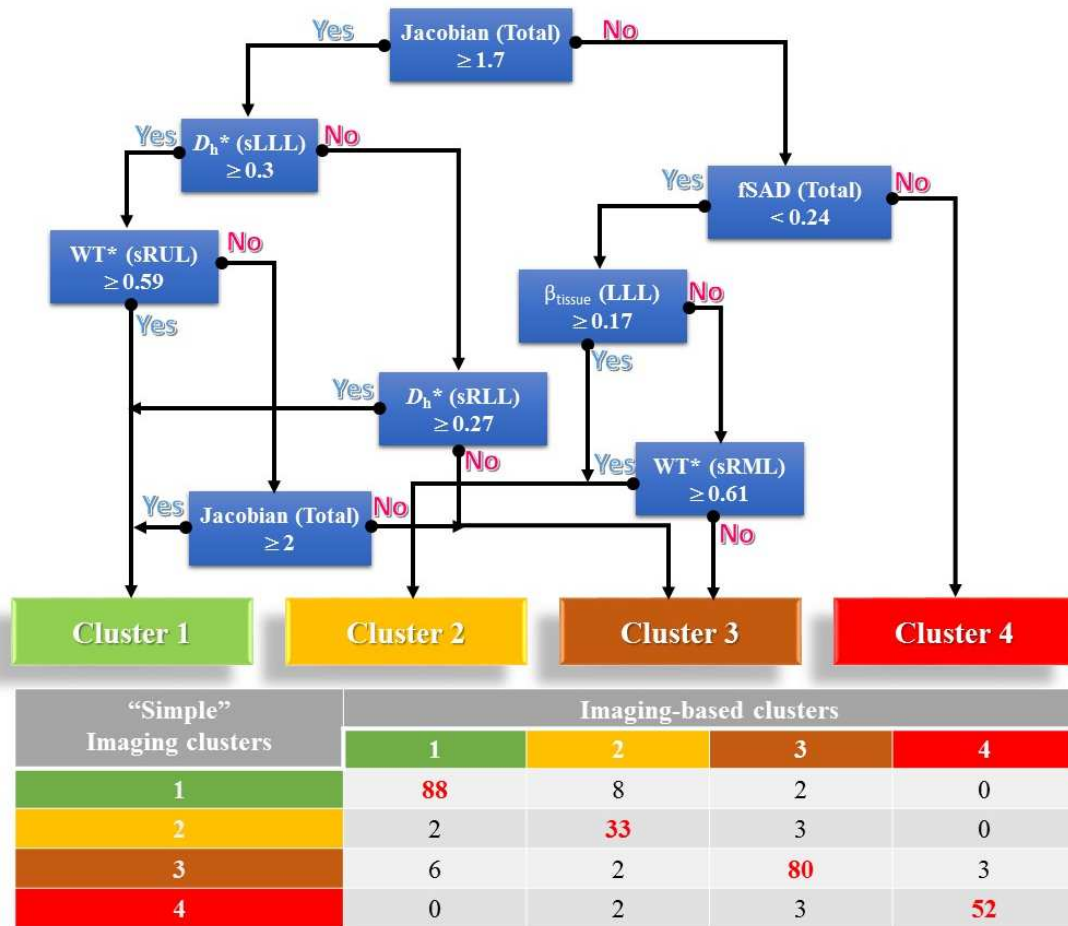 Jacobian (Total)
≥ 1.7
Yes
No
D_h* (sLLL)
≥ 0.3
Yes
No
fSAD (Total)
< 0.24
Yes
No
WT* (sRUL)
≥ 0.59
No
Yes
β_tissue (LLL)
≥ 0.17
No
Yes
D_h* (sRLL)
≥ 0.27
Yes
No
WT* (sRML)
≥ 0.61
Yes
No
Jacobian (Total)
≥ 2
Yes
No
Cluster 1
Cluster 2
Cluster 3
Cluster 4
“Simple”
Imaging clusters
Imaging-based clusters
1 2 3 4
1 88 8 2 0
2 2 33 3 0
3 6 2 80 3
4 0 2 3 52